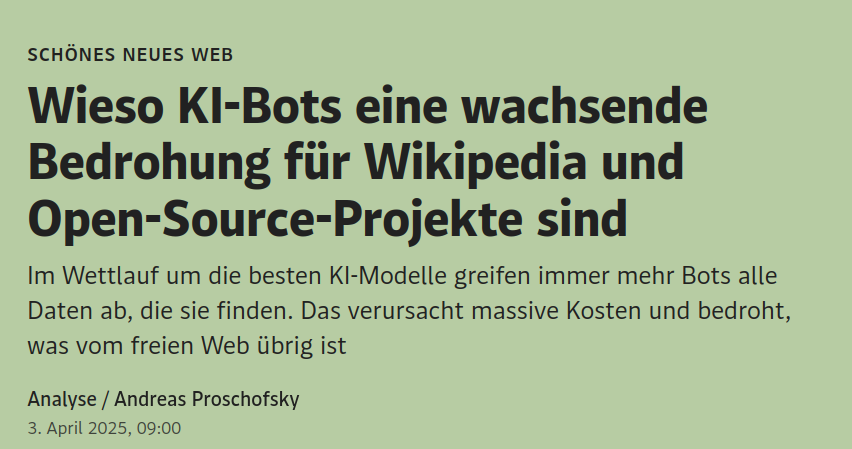 SCHÖNES NEUES WEB
Wieso KI-Bots eine wachsende
Bedrohung für Wikipedia und
Open-Source-Projekte sind
Im Wettlauf um die besten KI-Modelle greifen immer mehr Bots alle
Daten ab, die sie finden. Das verursacht massive Kosten und bedroht,
was vom freien Web übrig ist
Analyse / Andreas Proschofsky
3. April 2025, 09:00